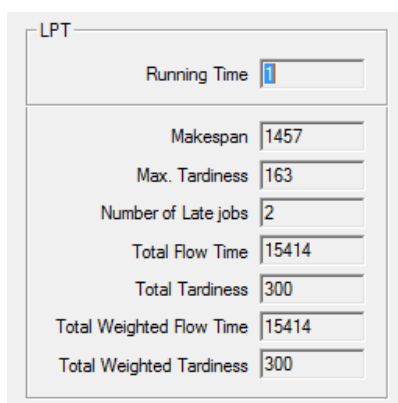 LPT
Running Time 1
Makespan 1457
Max. Tardiness 163
Number of Late jobs 2
Total Flow Time 15414
Total Tardiness 300
Total Weighted Flow Time 15414
Total Weighted Tardiness 300